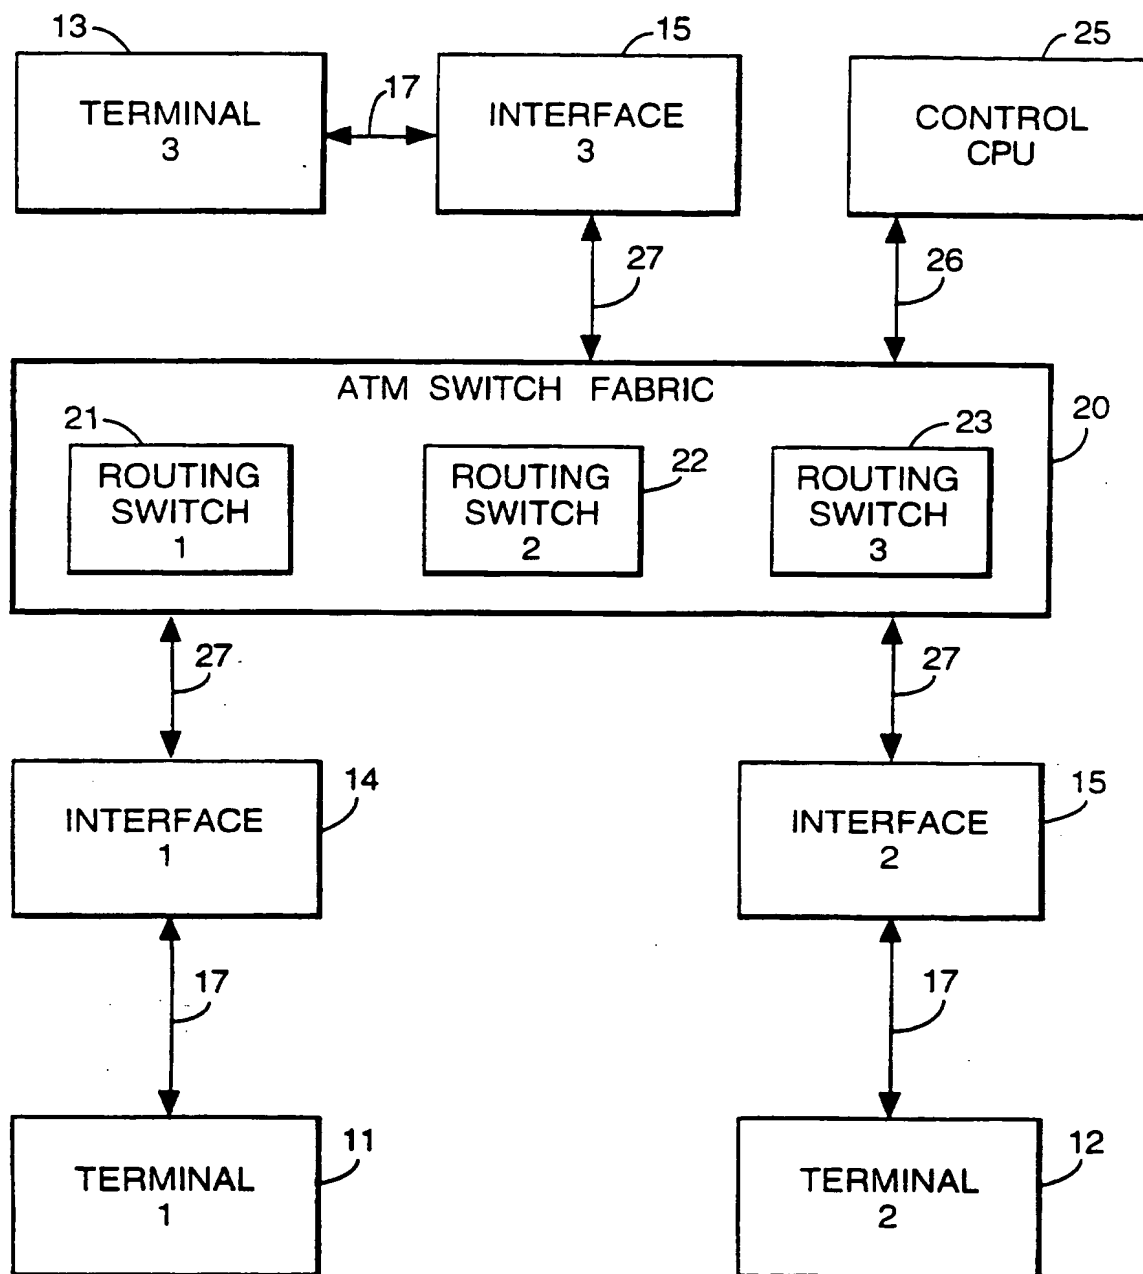 13
15
25
17
TERMINAL
3
INTERFACE
3
CONTROL
CPU
27
26
ATM SWITCH FABRIC
21
22
23
20
ROUTING
SWITCH
1
ROUTING
SWITCH
2
ROUTING
SWITCH
3
27
27
14
15
INTERFACE
1
INTERFACE
2
17
17
11
12
TERMINAL
1
TERMINAL
2